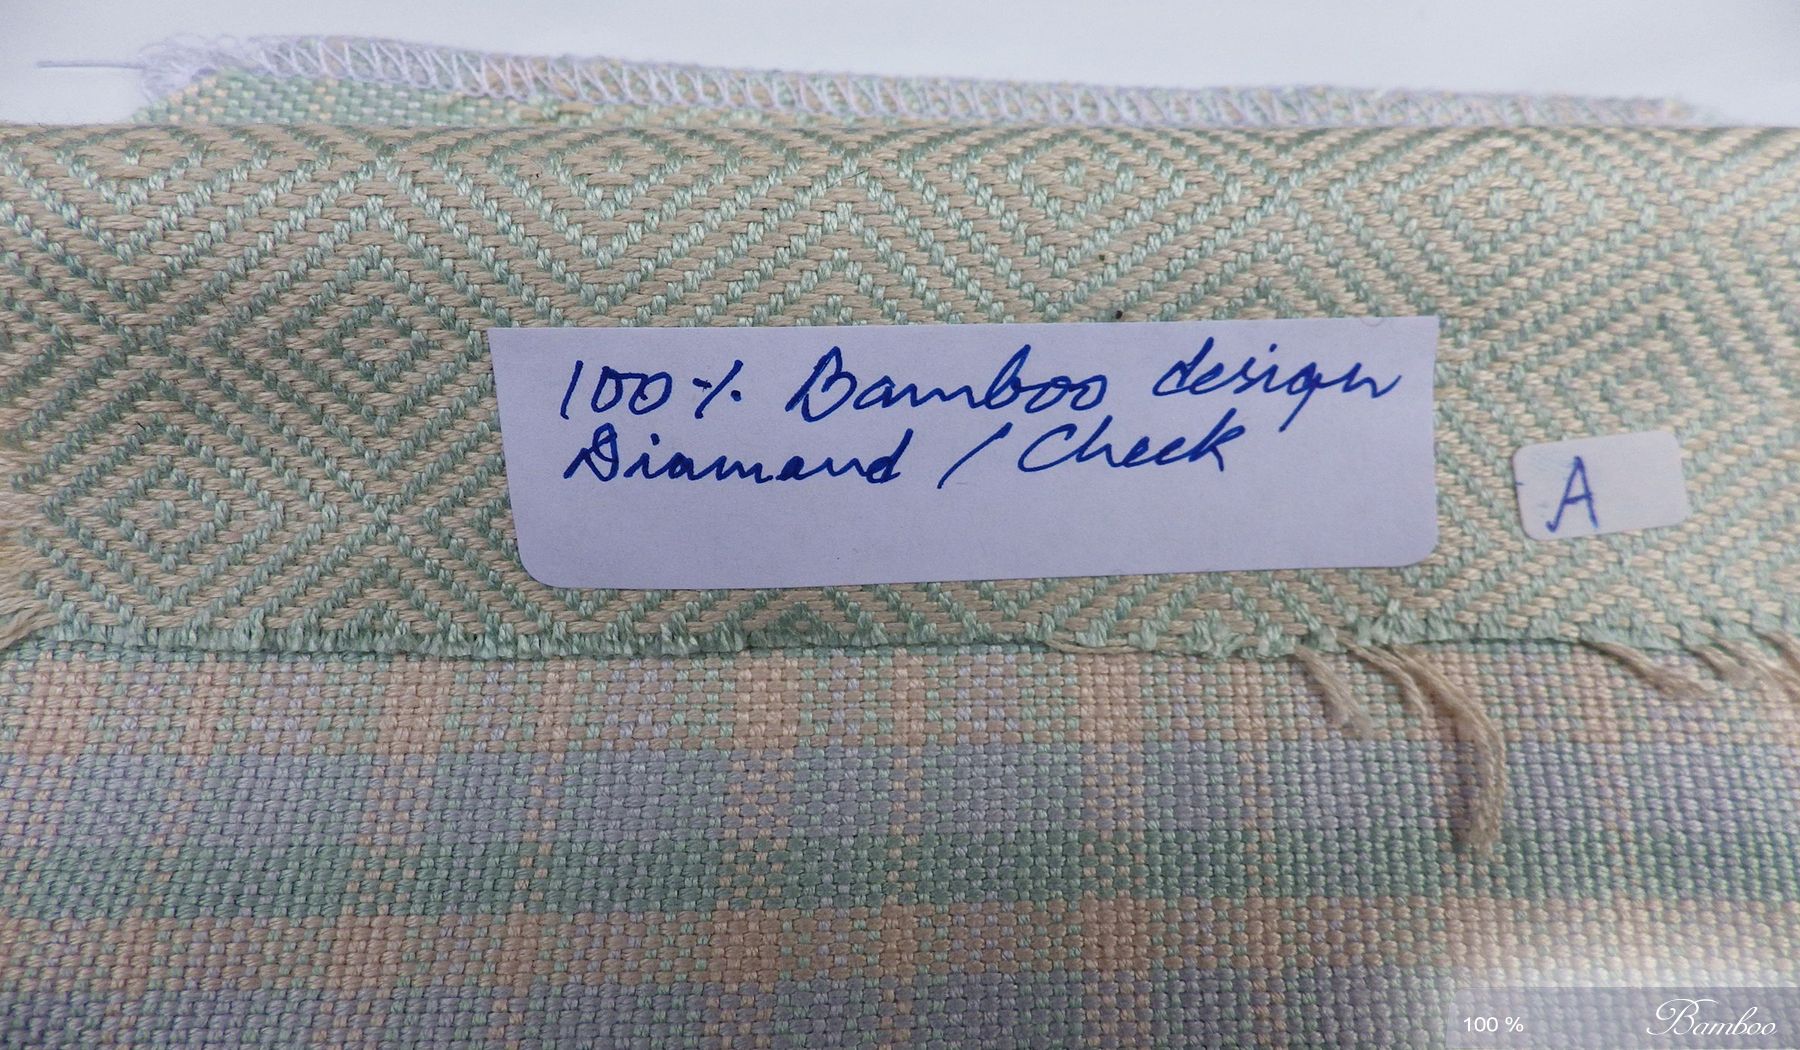 100% Bamboo design
Diamand / Check
A
100 % Bamboo